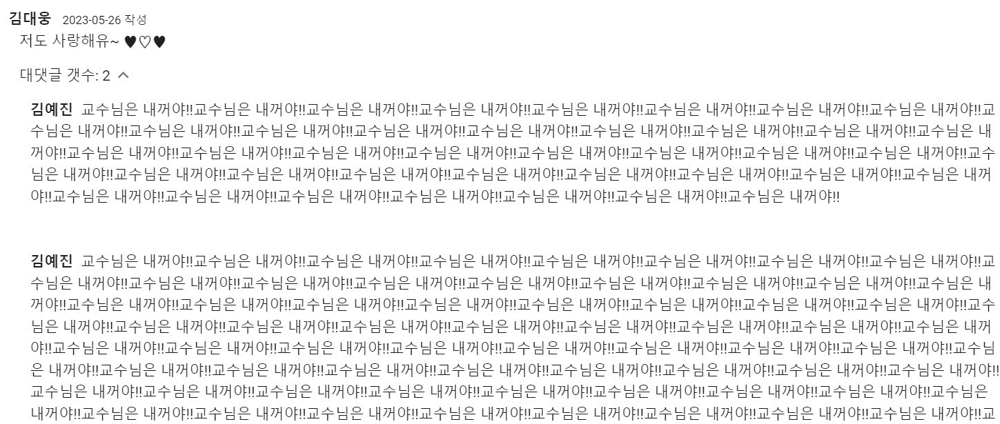 김대웅 2023-05-26 작성
저도 사랑해유~ ♥♡♥
대댓글 갯수: 2
김예진 교수님은 내꺼야!!교수님은 내꺼야!!교수님은 내꺼야!!교수님은 내꺼야!!교수님은 내꺼야!!교수님은 내꺼야!!교수님은 내꺼야!!교수님은 내꺼야!!교
수님은 내꺼야!!교수님은 내꺼야!!교수님은 내꺼야!!교수님은 내꺼야!!교수님은 내꺼야!!교수님은 내꺼야!!교수님은 내꺼야!!교수님은 내꺼야!!교수님은 내
꺼야!!교수님은 내꺼야!!교수님은 내꺼야!!교수님은 내꺼야!!교수님은 내꺼야!!교수님은 내꺼야!!교수님은 내꺼야!!교수님은 내꺼야!!교수님은 내꺼야!!교수
님은 내꺼야!!교수님은 내꺼야!!교수님은 내꺼야!!교수님은 내꺼야!!교수님은 내꺼야!!교수님은 내꺼야!!교수님은 내꺼야!!교수님은 내꺼야!!교수님은 내꺼
야!!교수님은 내꺼야!!교수님은 내꺼야!!교수님은 내꺼야!!교수님은 내꺼야!!교수님은 내꺼야!!교수님은 내꺼야!!교수님은 내꺼야!!
김예진 교수님은 내꺼야!!교수님은 내꺼야!!교수님은 내꺼야!!교수님은 내꺼야!!교수님은 내꺼야!!교수님은 내꺼야!!교수님은 내꺼야!!교수님은 내꺼야!!교
수님은 내꺼야!!교수님은 내꺼야!!교수님은 내꺼야!!교수님은 내꺼야!!교수님은 내꺼야!!교수님은 내꺼야!!교수님은 내꺼야!!교수님은 내꺼야!!교수님은 내
꺼야!!교수님은 내꺼야!!교수님은 내꺼야!!교수님은 내꺼야!!교수님은 내꺼야!!교수님은 내꺼야!!교수님은 내꺼야!!교수님은 내꺼야!!교수님은 내꺼야!!교수
님은 내꺼야!!교수님은 내꺼야!!교수님은 내꺼야!!교수님은 내꺼야!!교수님은 내꺼야!!교수님은 내꺼야!!교수님은 내꺼야!!교수님은 내꺼야!!교수님은 내꺼
야!!교수님은 내꺼야!!교수님은 내꺼야!!교수님은 내꺼야!!교수님은 내꺼야!!교수님은 내꺼야!!교수님은 내꺼야!!교수님은 내꺼야!!교수님은 내꺼야!!교수님
은 내꺼야!!교수님은 내꺼야!!교수님은 내꺼야!!교수님은 내꺼야!!교수님은 내꺼야!!교수님은 내꺼야!!교수님은 내꺼야!!교수님은 내꺼야!!교수님은 내꺼야!!
교수님은 내꺼야!!교수님은 내꺼야!!교수님은 내꺼야!!교수님은 내꺼야!!교수님은 내꺼야!!교수님은 내꺼야!!교수님은 내꺼야!!교수님은 내꺼야!!교수님은
내꺼야!!교수님은 내꺼야!!교수님은 내꺼야!!교수님은 내꺼야!!교수님은 내꺼야!!교수님은 내꺼야!!교수님은 내꺼야!!교수님은 내꺼야!!교수님은 내꺼야!!교